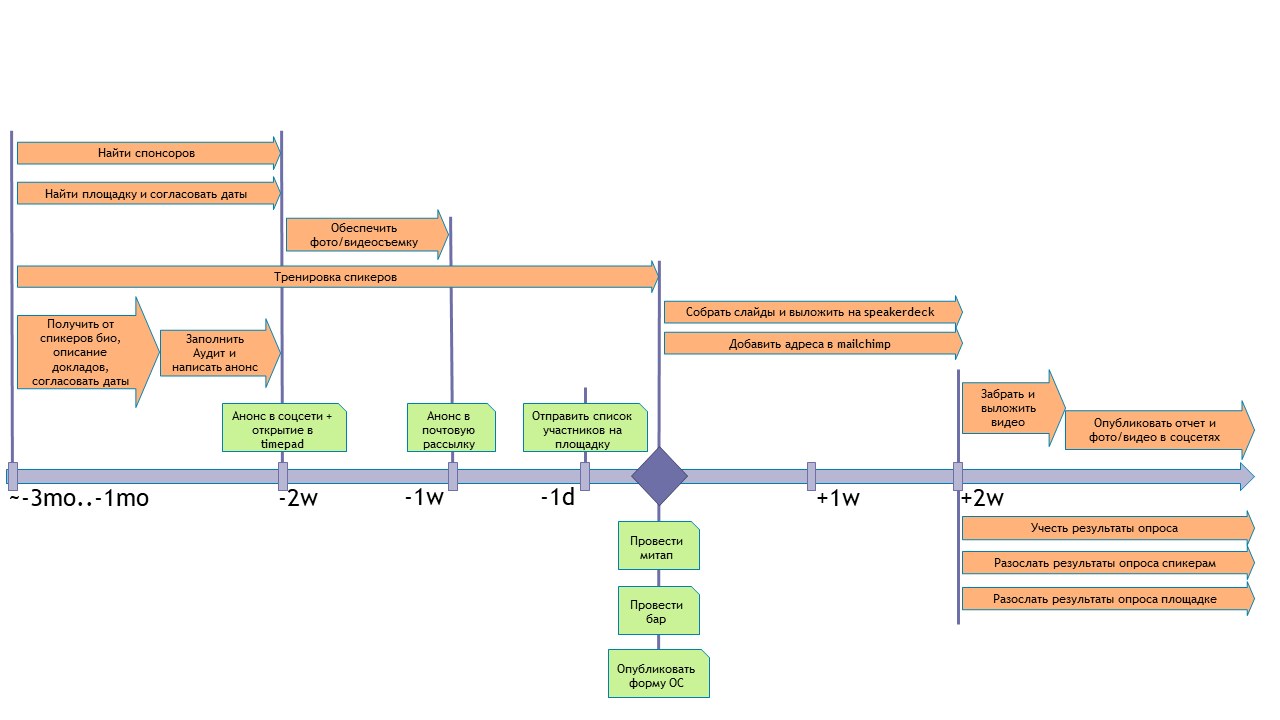 Найти спонсоров
Найти площадку и согласовать даты
Обеспечить
фото/видеосъемку
Тренировка спикеров
Собрать слайды и выложить на speakerdeck
Добавить адреса в mailchimp
Получить от
спикеров био,
описание
докладов,
согласовать даты
Заполнить
Аудит и
написать анонс
Забрать и
выложить
видео
Опубликовать отчет и
фото/видео в соцсетях
Анонс в соцсети +
открытие в
timepad
Анонс в
почтовую
рассылку
Отправить список
участников на
площадку
~-3mo..-1mo
-2w
-1w
-1d
+1w
+2w
Провести
митап
Провести
бар
Опубликовать
форму ОС
Учесть результаты опроса
Разослать результаты опроса спикерам
Разослать результаты опроса площадке